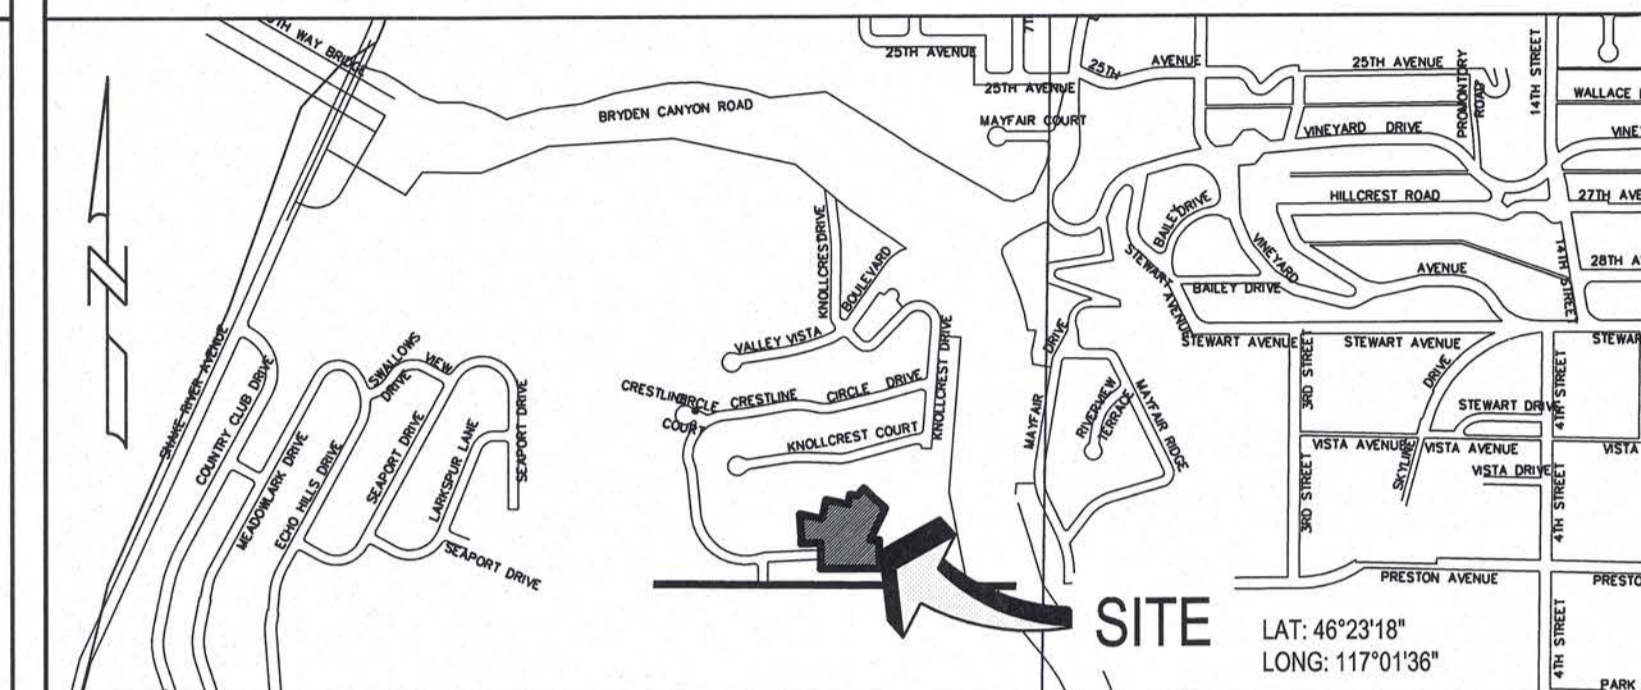 WAY BRIDGE
BRYDEN CANYON ROAD
25TH AVENUE
25TH AVENUE
MAYFAIR COURT
25TH AVENUE
25TH AVENUE
PROMONTORY ROAD
14TH STREET
WALLACE
VINEYARD DRIVE
HILLCREST ROAD
27TH AVE
BAILEY DRIVE
VINEYARD
AVENUE
14TH STREET
28TH A
STEWART AVENUE
BAILEY DRIVE
STEWART AVENUE
STEWART AVENUE
STEWAR
N
KNOLLCREST DRIVE
BOULEVARD
VALLEY VISTA
KNOLLCREST DRIVE
CRESTLINE CIRCLE COURT
CRESTLINE CIRCLE DRIVE
KNOLLCREST COURT
SNAKE RIVER AVENUE
COUNTRY CLUB DRIVE
SWALLOWS VIEW DRIVE
MEADOWLARK DRIVE
ECHO HILLS DRIVE
SEAPORT DRIVE
LARKSPUR LANE
SEAPORT DRIVE
SEAPORT DRIVE
MAYFAIR DRIVE
RIVERVIEW TERRACE
MAYFAIR RIDGE
3RD STREET
3RD STREET
SKYLINE DRIVE
STEWART DRIVE
VISTA AVENUE
VISTA AVENUE
VISTA
VISTA DRIVE
4TH STREET
4TH STREET
4TH STREET
PRESTON AVENUE
PRESTO
PARK
SITE
LAT: 46°23'18"
LONG: 117°01'36"